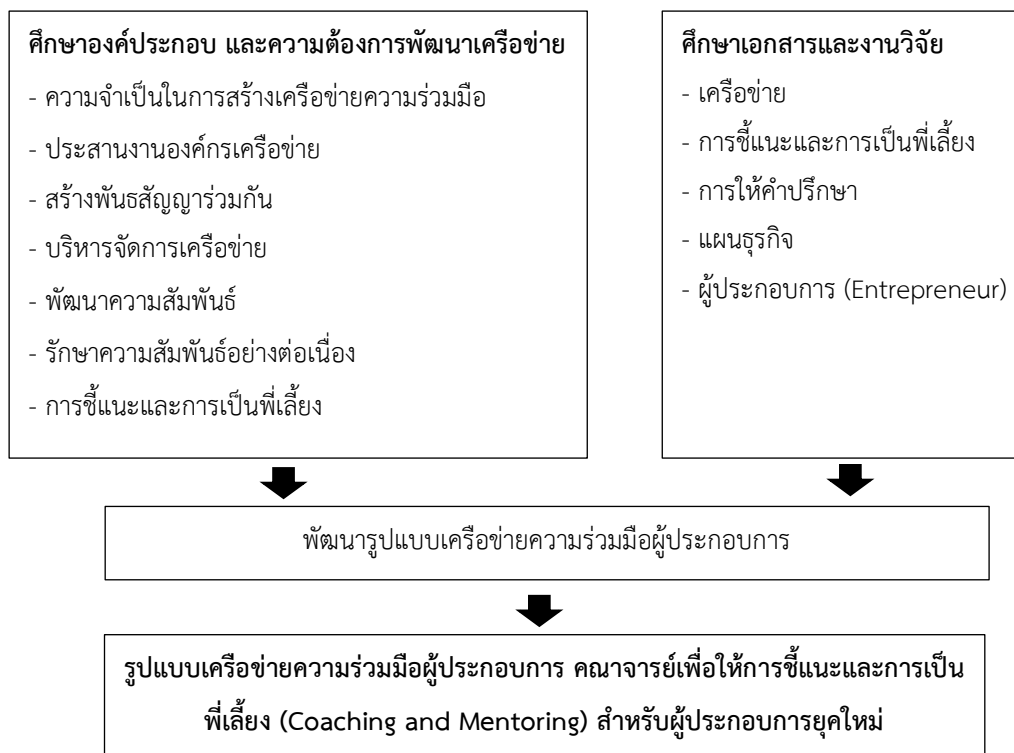 ศึกษาองค์ประกอบ และความต้องการพัฒนาเครือข่าย
- ความจำเป็นในการสร้างเครือข่ายความร่วมมือ
- ประสานงานองค์กรเครือข่าย
- สร้างพันธสัญญาร่วมกัน
- บริหารจัดการเครือข่าย
- พัฒนาความสัมพันธ์
- รักษาความสัมพันธ์อย่างต่อเนื่อง
- การชี้แนะและการเป็นพี่เลี้ยง
ศึกษาเอกสารและงานวิจัย
- เครือข่าย
- การชี้แนะและการเป็นพี่เลี้ยง
- การให้คำปรึกษา
- แผนธุรกิจ
- ผู้ประกอบการ (Entrepreneur)
พัฒนารูปแบบเครือข่ายความร่วมมือผู้ประกอบการ
รูปแบบเครือข่ายความร่วมมือผู้ประกอบการ คณาจารย์เพื่อให้การชี้แนะและการเป็น
พี่เลี้ยง (Coaching and Mentoring) สำหรับผู้ประกอบการยุคใหม่